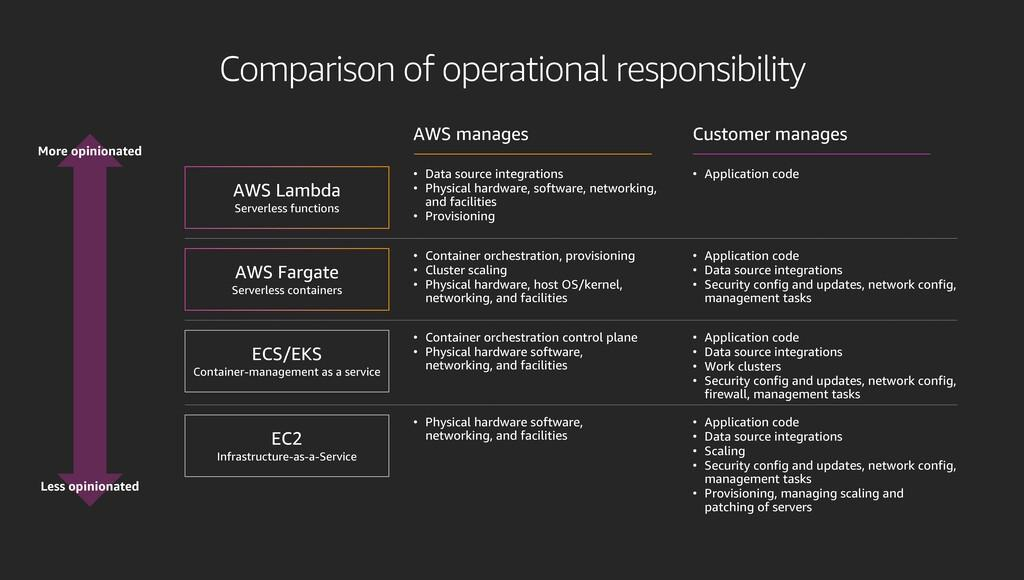 Comparison of operational responsibility
AWS manages
Customer manages
More opinionated
AWS Lambda
Serverless functions
• Data source integrations
• Physical hardware, software, networking,
and facilities
• Provisioning
• Application code
AWS Fargate
Serverless containers
• Container orchestration, provisioning
• Cluster scaling
• Physical hardware, host OS/kernel,
networking, and facilities
• Application code
• Data source integrations
• Security config and updates, network config,
management tasks
ECS/EKS
Container-management as a service
• Container orchestration control plane
• Physical hardware software,
networking, and facilities
• Application code
• Data source integrations
• Work clusters
• Security config and updates, network config,
firewall, management tasks
EC2
Infrastructure-as-a-Service
• Physical hardware software,
networking, and facilities
• Application code
• Data source integrations
• Scaling
• Security config and updates, network config,
management tasks
• Provisioning, managing scaling and
patching of servers
Less opinionated